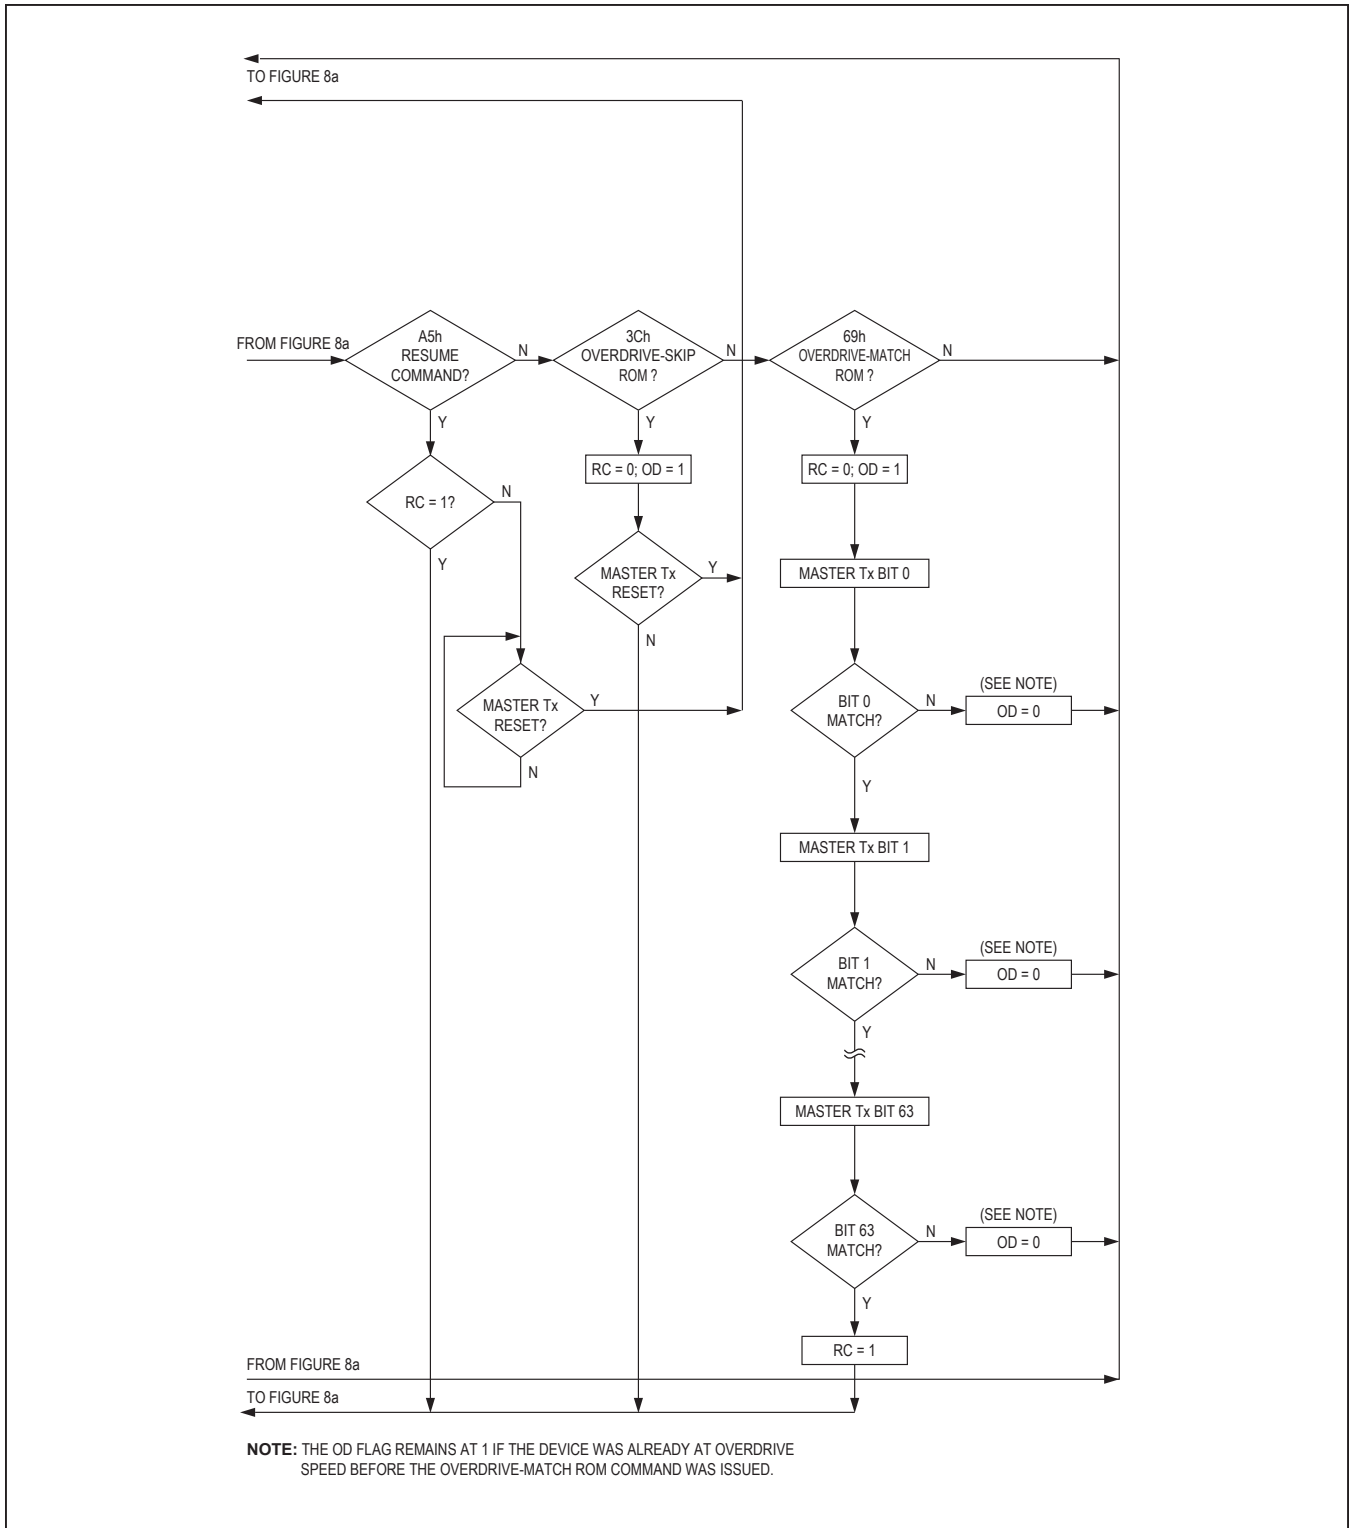 TO FIGURE 8a
FROM FIGURE 8a
A5h
RESUME
COMMAND?
N
3Ch
OVERDRIVE-SKIP
ROM ?
N
69h
OVERDRIVE-MATCH
ROM ?
N
Y
Y
Y
RC = 1?
N
RC = 0; OD = 1
RC = 0; OD = 1
Y
MASTER Tx
RESET?
Y
MASTER Tx BIT 0
N
MASTER Tx
RESET?
Y
N
BIT 0
MATCH?
N
(SEE NOTE)
OD = 0
Y
MASTER Tx BIT 1
BIT 1
MATCH?
N
(SEE NOTE)
OD = 0
Y
MASTER Tx BIT 63
BIT 63
MATCH?
N
(SEE NOTE)
OD = 0
Y
RC = 1
FROM FIGURE 8a
TO FIGURE 8a
NOTE: THE OD FLAG REMAINS AT 1 IF THE DEVICE WAS ALREADY AT OVERDRIVE
SPEED BEFORE THE OVERDRIVE-MATCH ROM COMMAND WAS ISSUED.